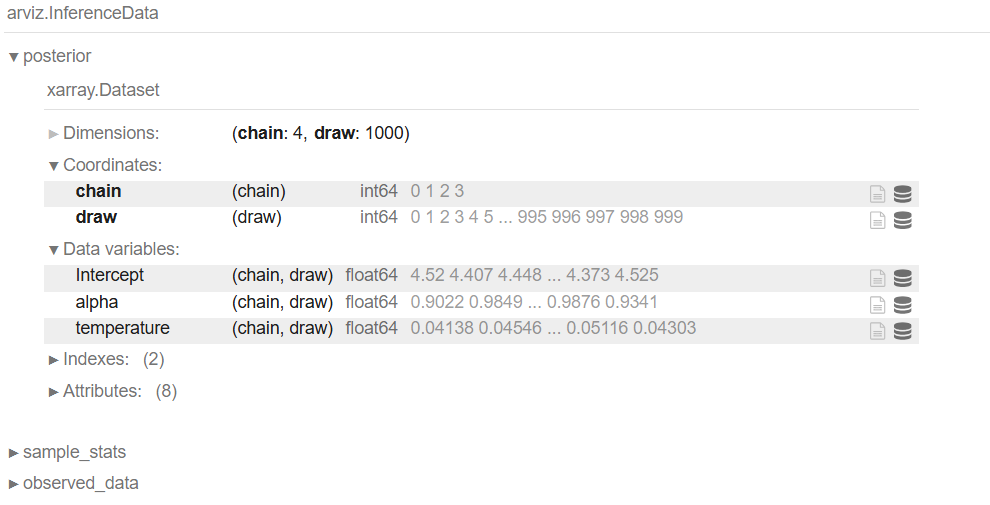 arviz.InferenceData
▼ posterior
xarray.Dataset
► Dimensions: (chain: 4, draw: 1000)
▼ Coordinates:
chain (chain) int64 0 1 2 3
draw (draw) int64 0 1 2 3 4 5 ... 995 996 997 998 999
▼ Data variables:
Intercept (chain, draw) float64 4.52 4.407 4.448 ... 4.373 4.525
alpha (chain, draw) float64 0.9022 0.9849 ... 0.9876 0.9341
temperature (chain, draw) float64 0.04138 0.04546 ... 0.05116 0.04303
► Indexes: (2)
► Attributes: (8)
► sample_stats
► observed_data